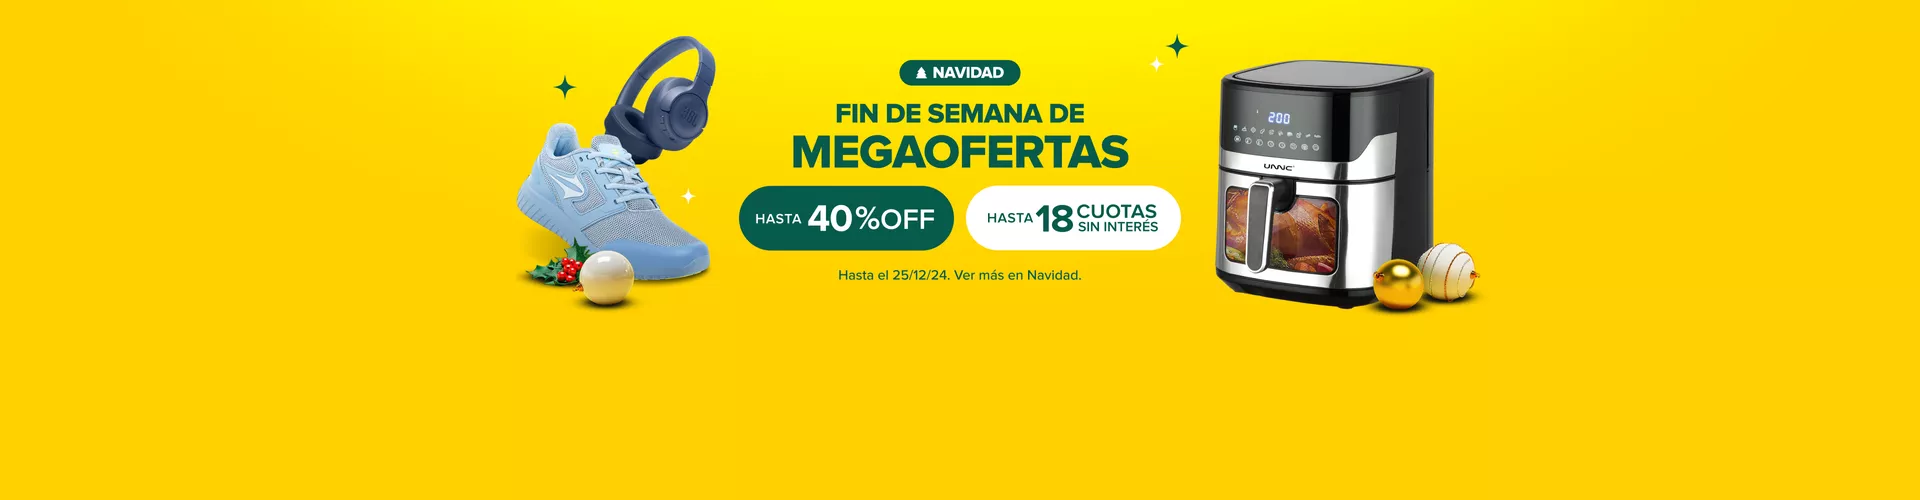 NAVIDAD
FIN DE SEMANA DE
MEGAOFERTAS
HASTA 40%OFF
HASTA 18 CUOTAS
SIN INTERÉS
Hasta el 25/12/24. Ver más en Navidad.
JBL
200